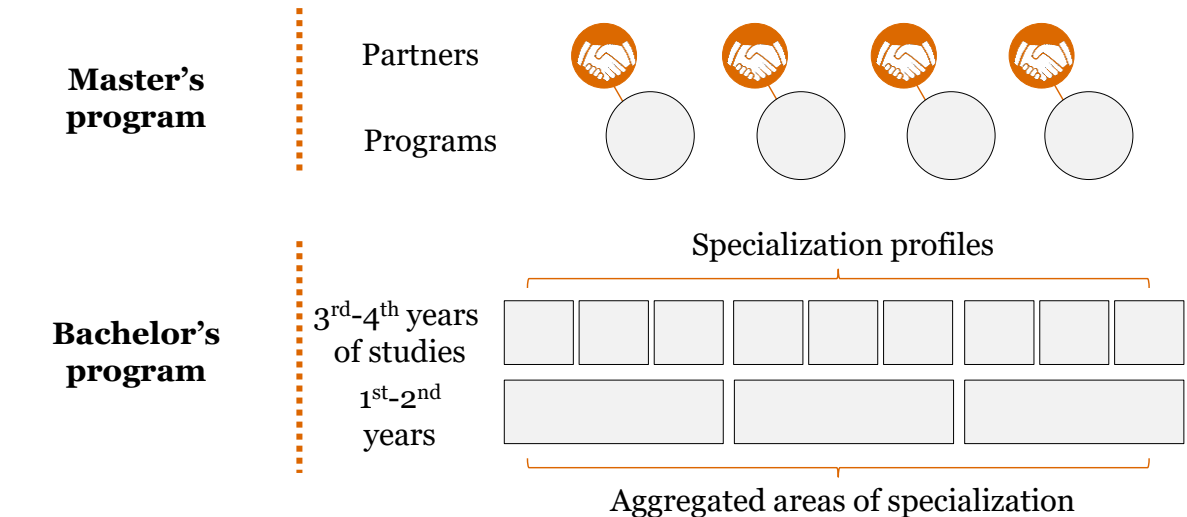 Master's
program
Partners
Programs
Specialization profiles
Bachelor's
program
3rd-4th years
of studies
1st-2nd
years
Aggregated areas of specialization